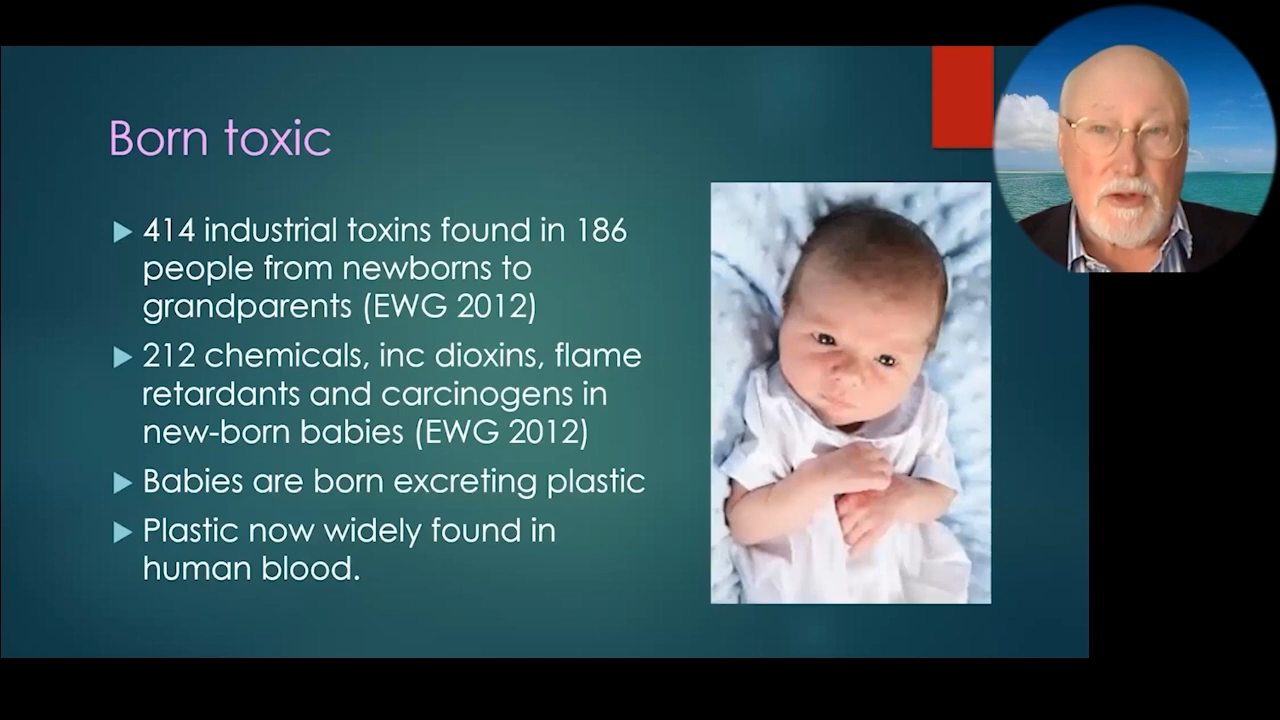 Born toxic
414 industrial toxins found in 186
people from newborns to
grandparents (EWG 2012)
212 chemicals, inc dioxins, flame
retardants and carcinogens in
new-born babies (EWG 2012)
Babies are born excreting plastic
Plastic now widely found in
human blood.